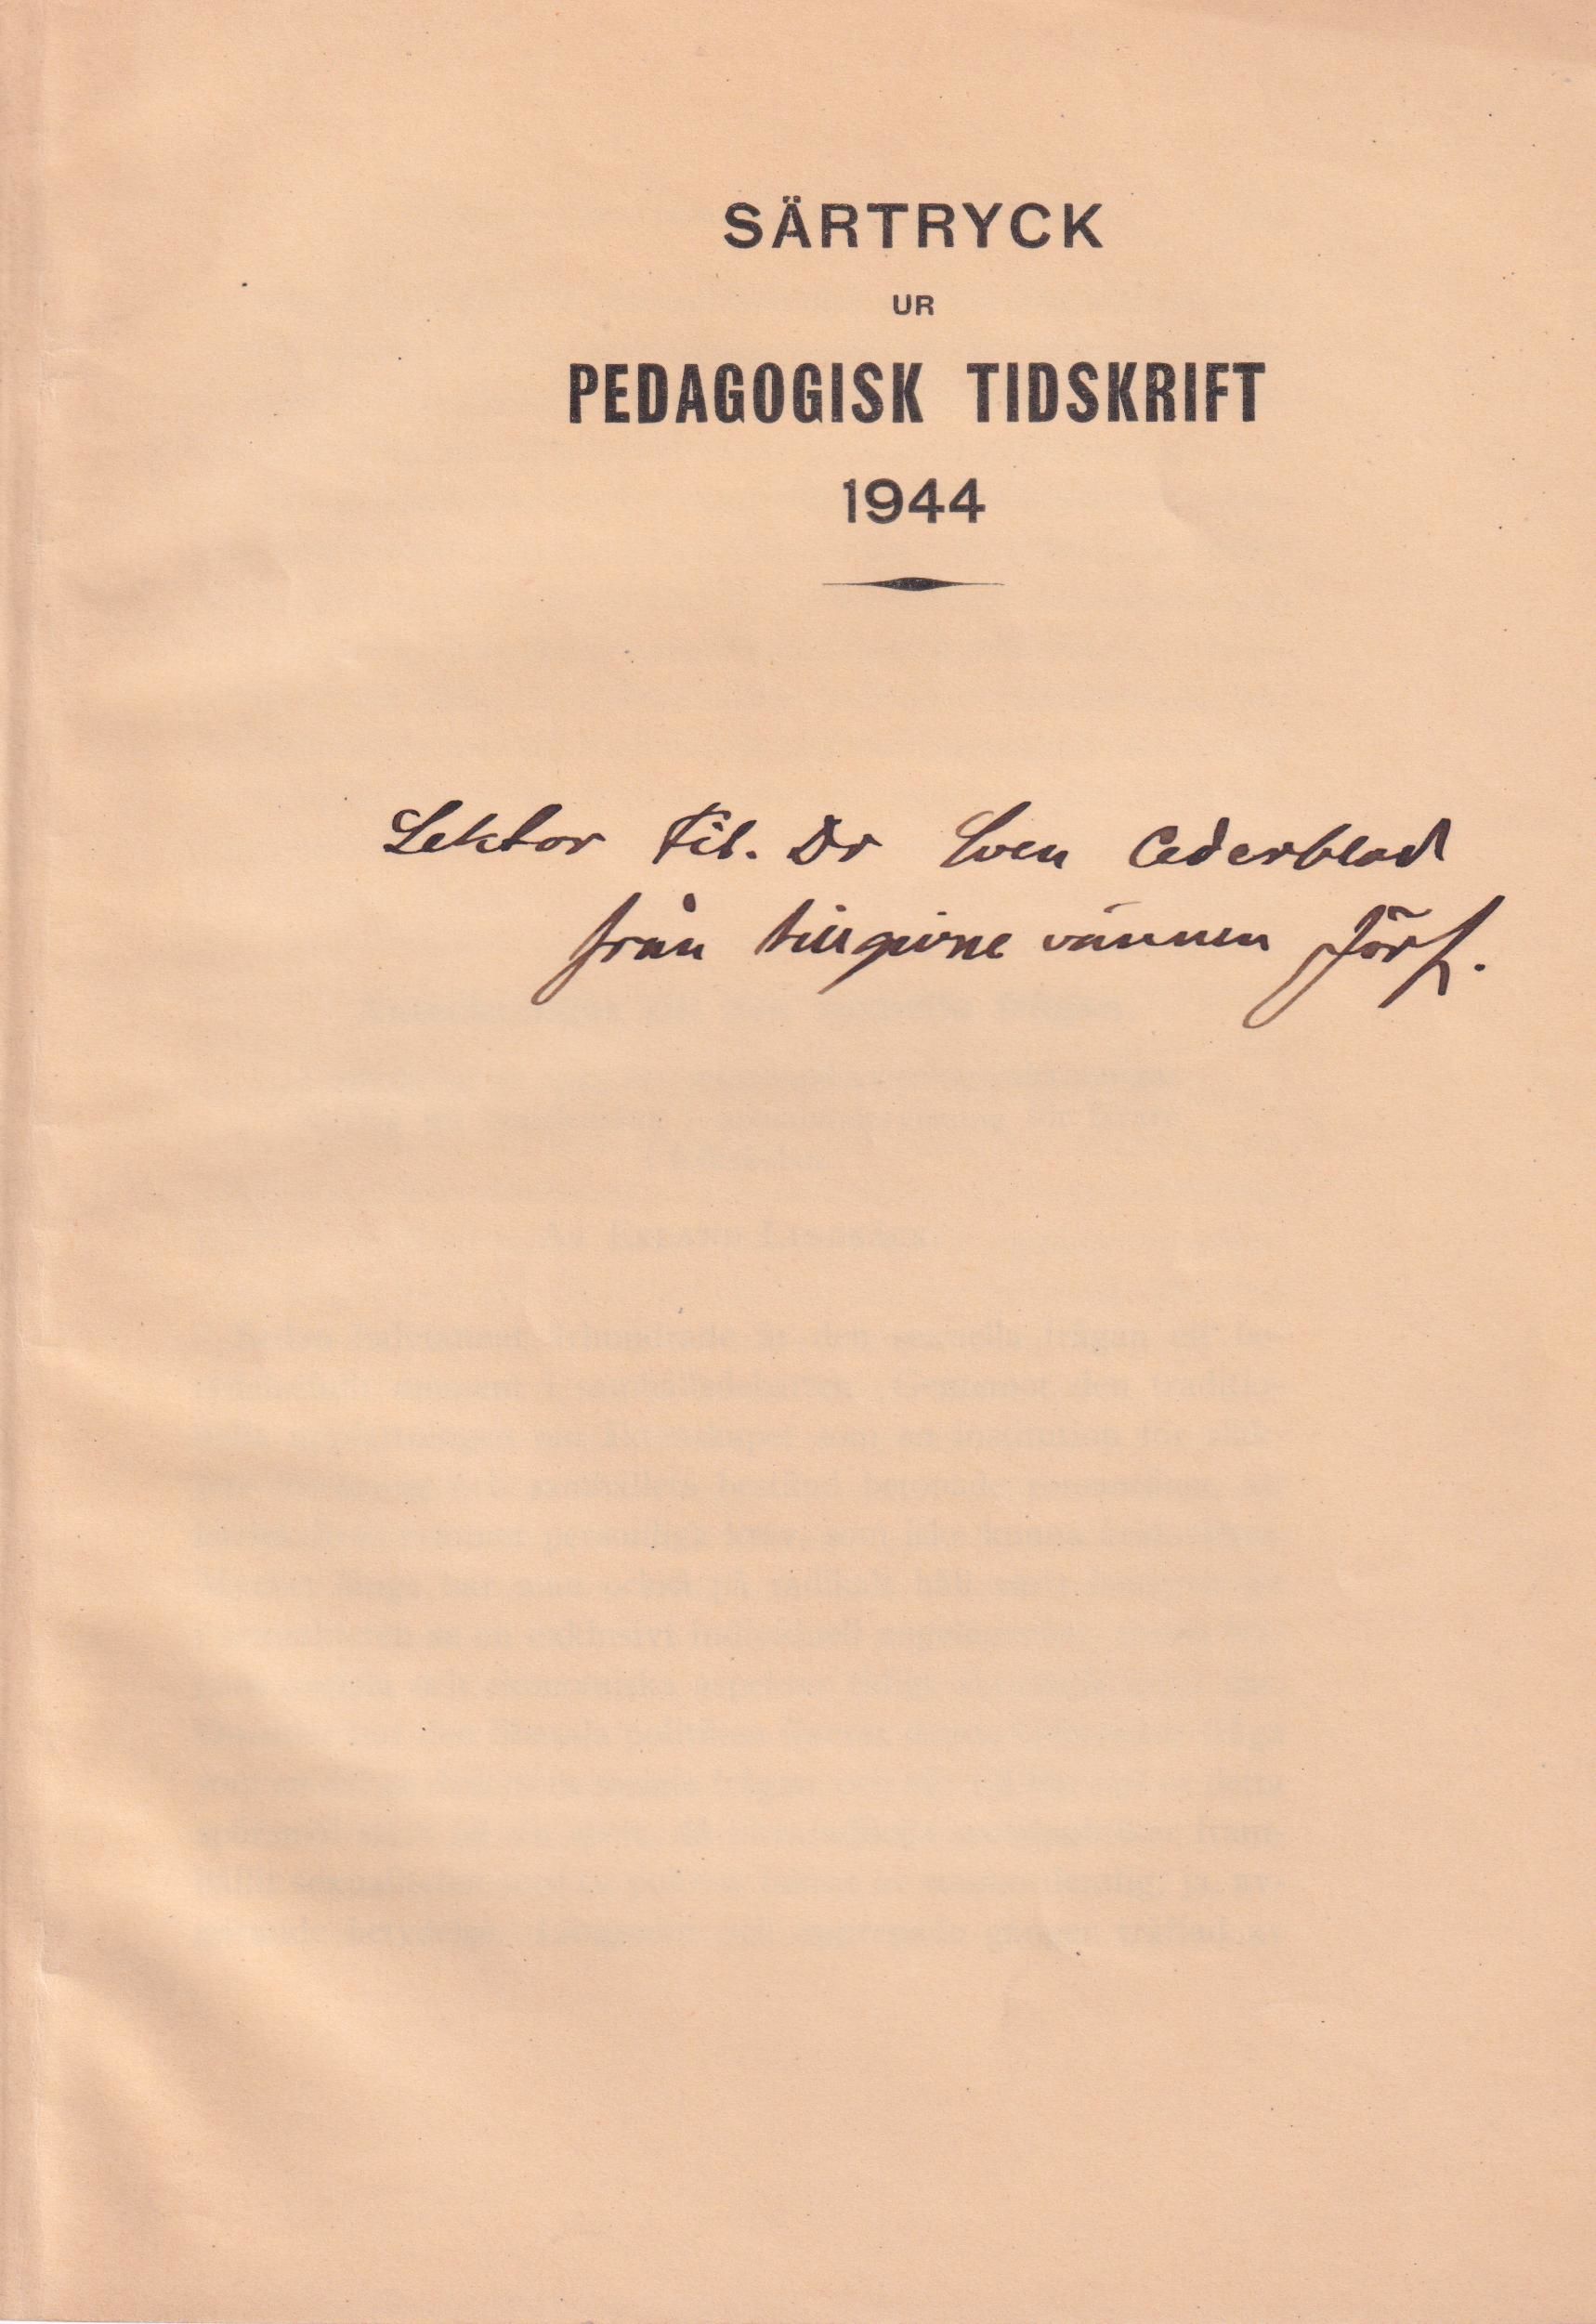 SÄRTRYCK
UR
PEDAGOGISK TIDSKRIFT
1944
Lektor Fil. Dr Sven Cederblad
från tillgivne vännen Förf.